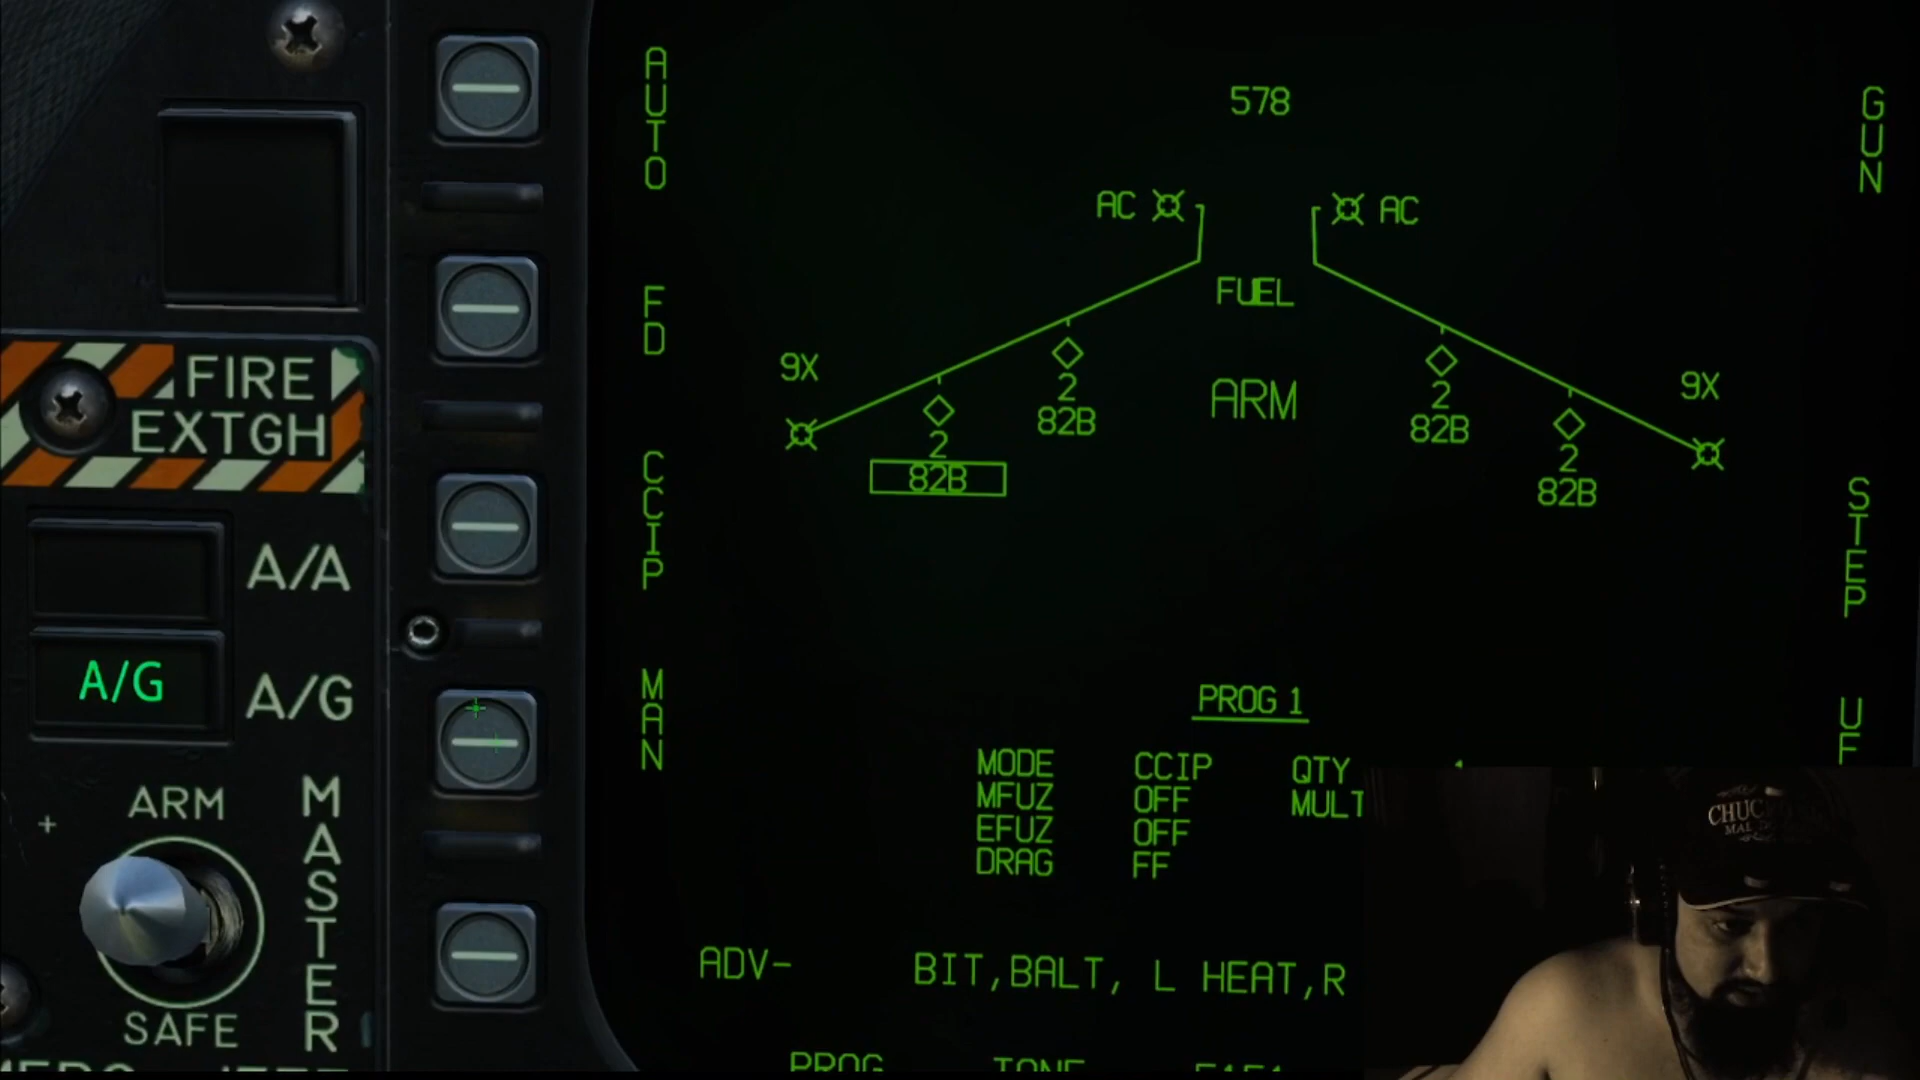 AUTO
578
GUN
AC
AC
FUEL
FD
9X
9X
FIRE
EXTGH
2
82B
ARM
2
82B
2
82B
2
82B
CCIP
STEP
A/A
A/G
A/G
MAN
UF
PROG 1
MODE CCIP QTY
MFUZ OFF MULT
EFUZ OFF
DRAG FF
ARM
MASTER
SAFE
ADV- BIT,BALT, L HEAT,R
PROG